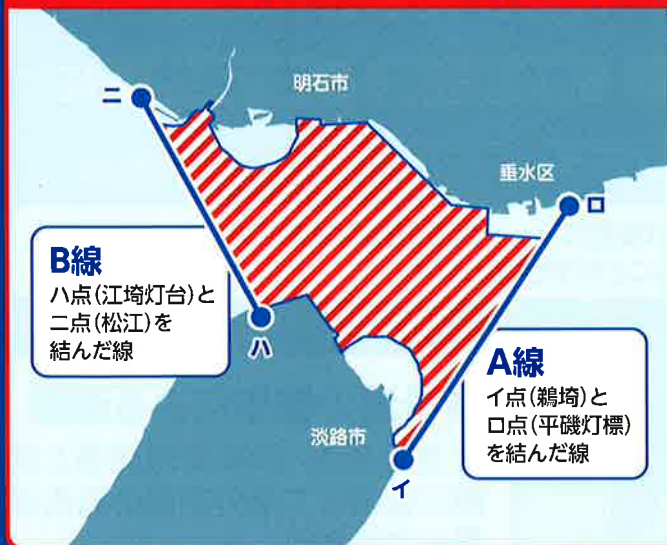 明石市
ニ
垂水区
ロ
B線
ハ点(江埼灯台)と
ニ点(松江)を
結んだ線
ハ
A線
イ点(鵜埼)と
ロ点(平磯灯標)
を結んだ線
淡路市
イ